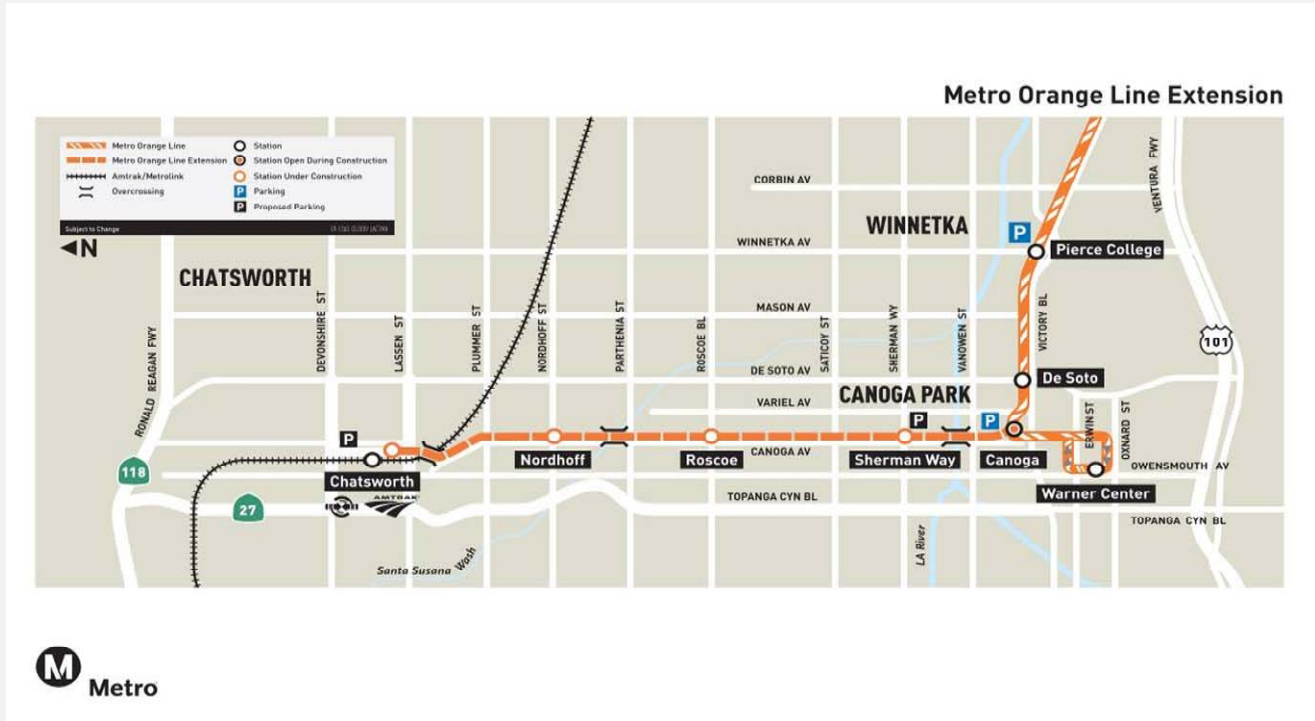 Metro Orange Line Extension
Metro Orange Line
Metro Orange Line Extension
Amtrak/Metrolink
Overcrossing
Station
Station Open During Construction
Station Under Construction
P Parking
P Proposed Parking
Subject to Change
N
CHATSWORTH
WINNETKA
CANOGA PARK
CORBIN AV
WINNETKA AV
MASON AV
DE SOTO AV
VARIEL AV
CANOGA AV
OWENSMOUTH AV
TOPANGA CYN BL
TOPANGA CYN BL
RONALD REAGAN FWY
DEVONSHIRE ST
LASSEN ST
PLUMMER ST
NORDHOFF ST
PARTHENIA ST
ROSCOE BL
SATICOY ST
SHERMAN WY
VANOWEN ST
VICTORY BL
ERWIN ST
OXNARD ST
VENTURA FWY
P
Pierce College
101
De Soto
P
P
P
Chatsworth
Nordhoff
Roscoe
Sherman Way
Canoga
Warner Center
118
27
AMTRAK
Santa Susana Wash
LA River
M
Metro